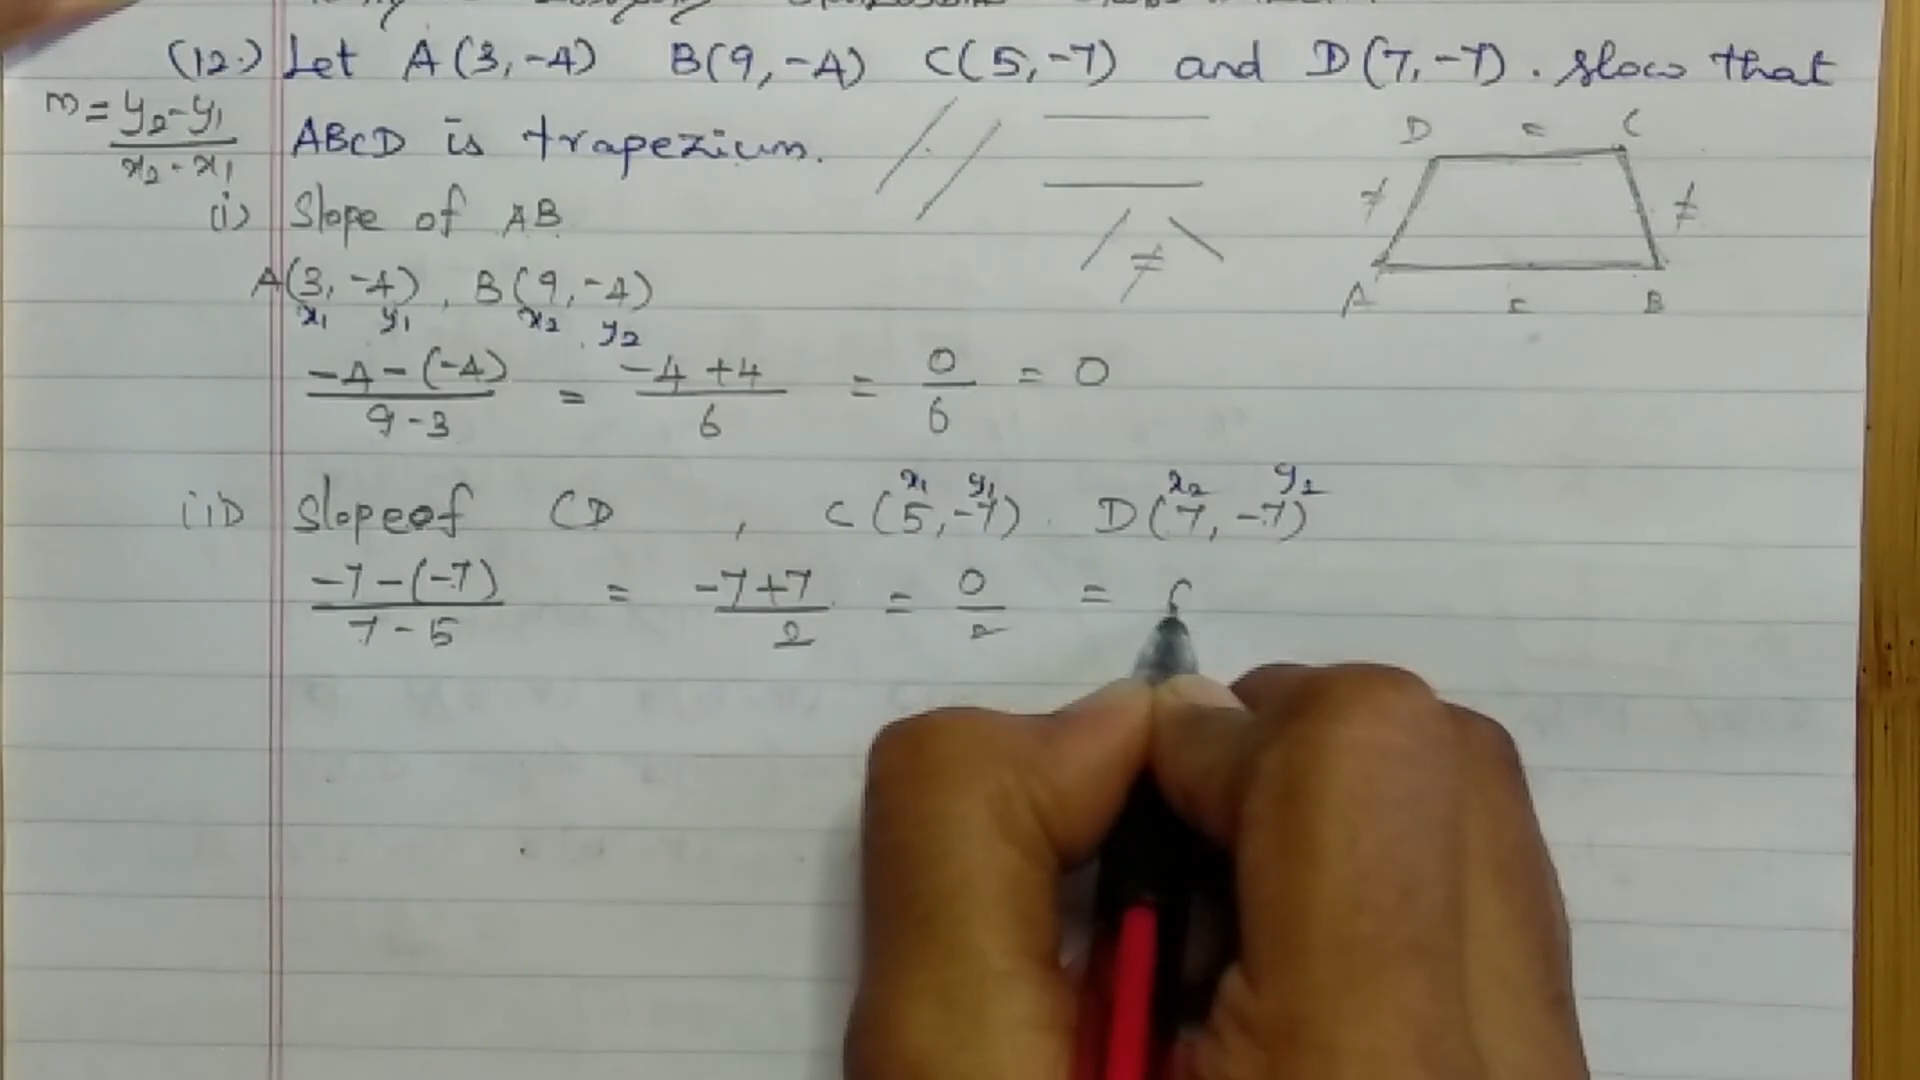 (12.) Let A(3,-4) B(9,-4) C(5,-7) and D(7,-7). Show that
m = y₂-y₁ / x₂-x₁
ABCD is trapezium.
D = C
≠ ≠
A = B
≠
(i) Slope of AB
A(3,-4), B(9,-4)
x₁ y₁ x₂ y₂
-4-(-4) / 9-3 = -4+4 / 6 = 0/6 = 0
x₁ y₁ x₂ y₂
(ii) Slope of CD , C(5,-7) D(7,-7)
-7-(-7) / 7-5 = -7+7 / 2 = 0/2 =